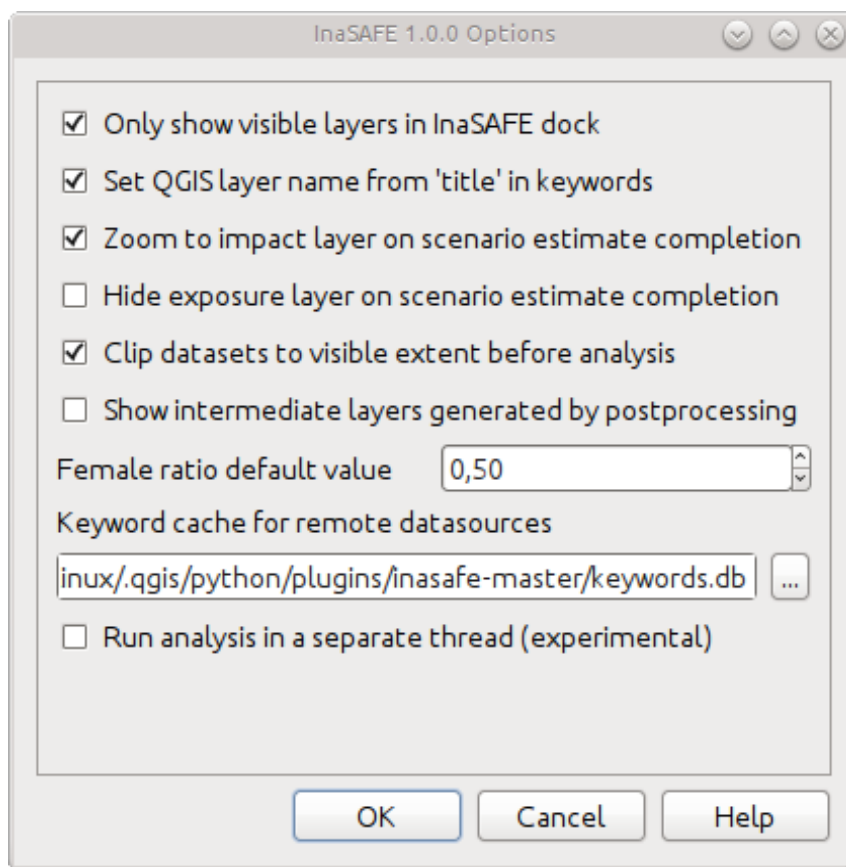 InaSAFE 1.0.0 Options
Only show visible layers in InaSAFE dock
Set QGIS layer name from 'title' in keywords
Zoom to impact layer on scenario estimate completion
Hide exposure layer on scenario estimate completion
Clip datasets to visible extent before analysis
Show intermediate layers generated by postprocessing
Female ratio default value 0,50
Keyword cache for remote datasources
inux/.qgis/python/plugins/inasafe-master/keywords.db ...
Run analysis in a separate thread (experimental)
OK Cancel Help